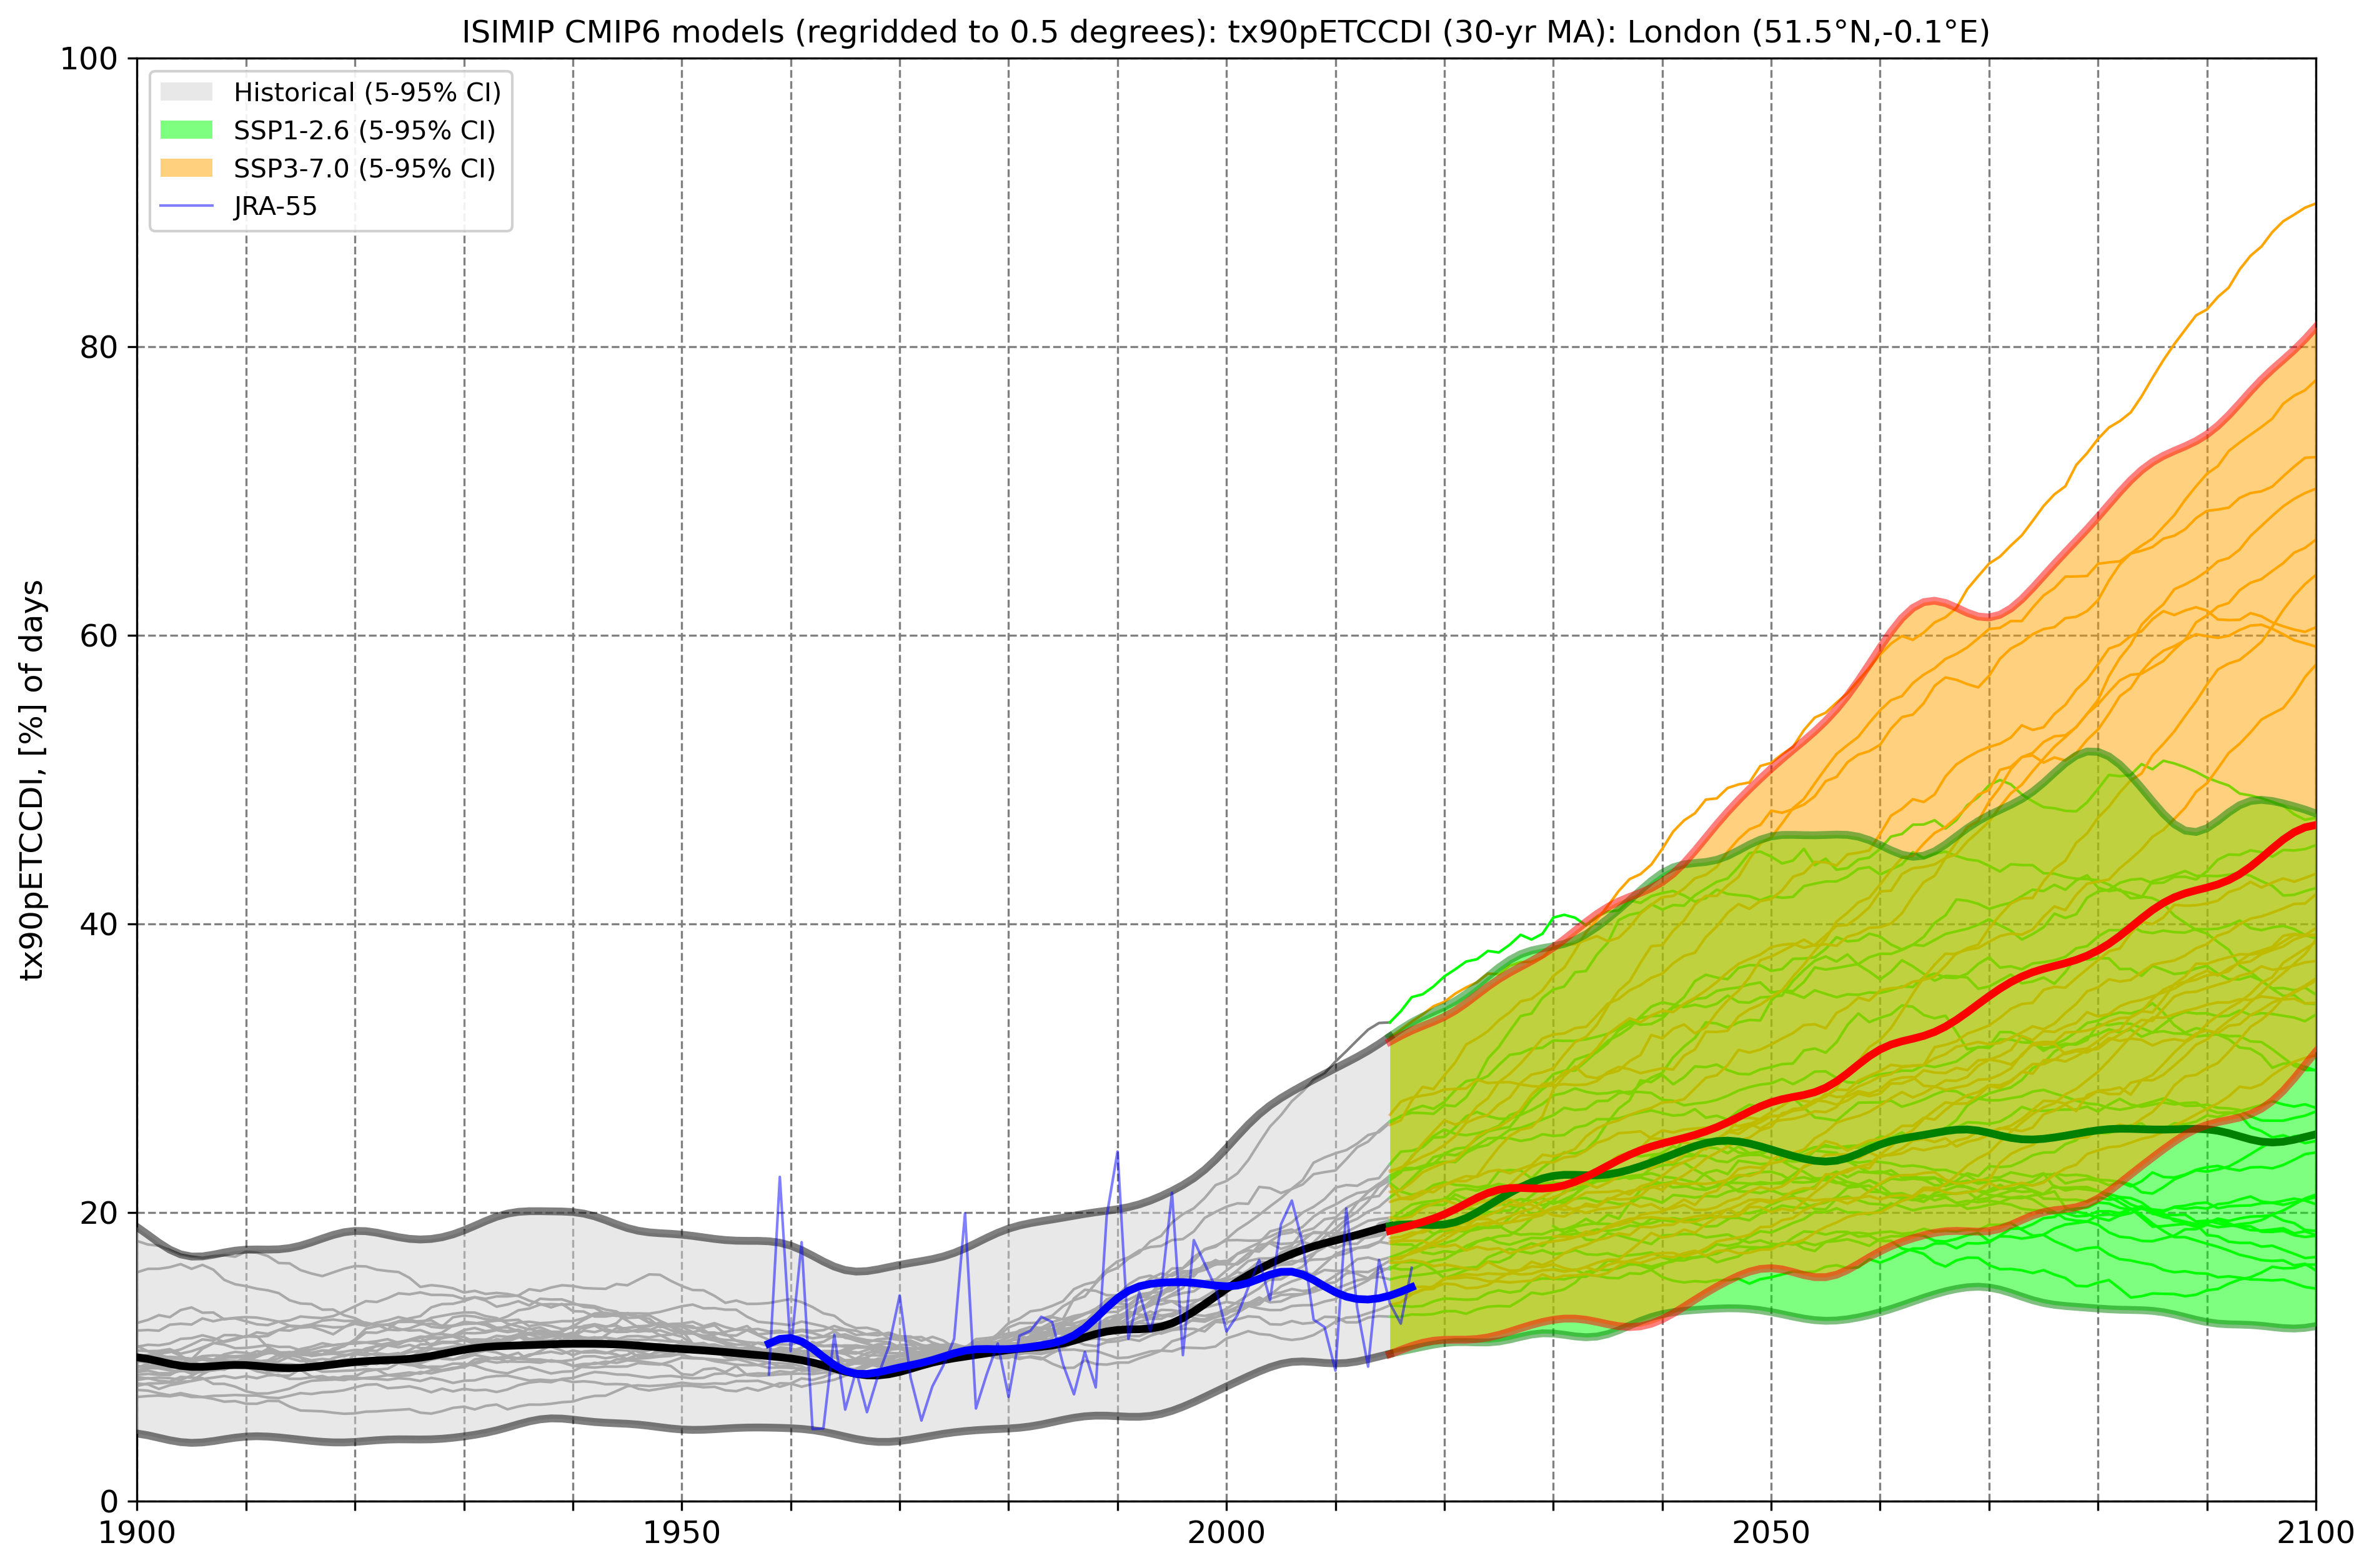 ISIMIP CMIP6 models (regridded to 0.5 degrees): tx90pETCCDI (30-yr MA): London (51.5°N,-0.1°E)
100
80
60
40
20
0
tx90pETCCDI, [%] of days
Historical (5-95% CI)
SSP1-2.6 (5-95% CI)
SSP3-7.0 (5-95% CI)
JRA-55
1900
1950
2000
2050
2100